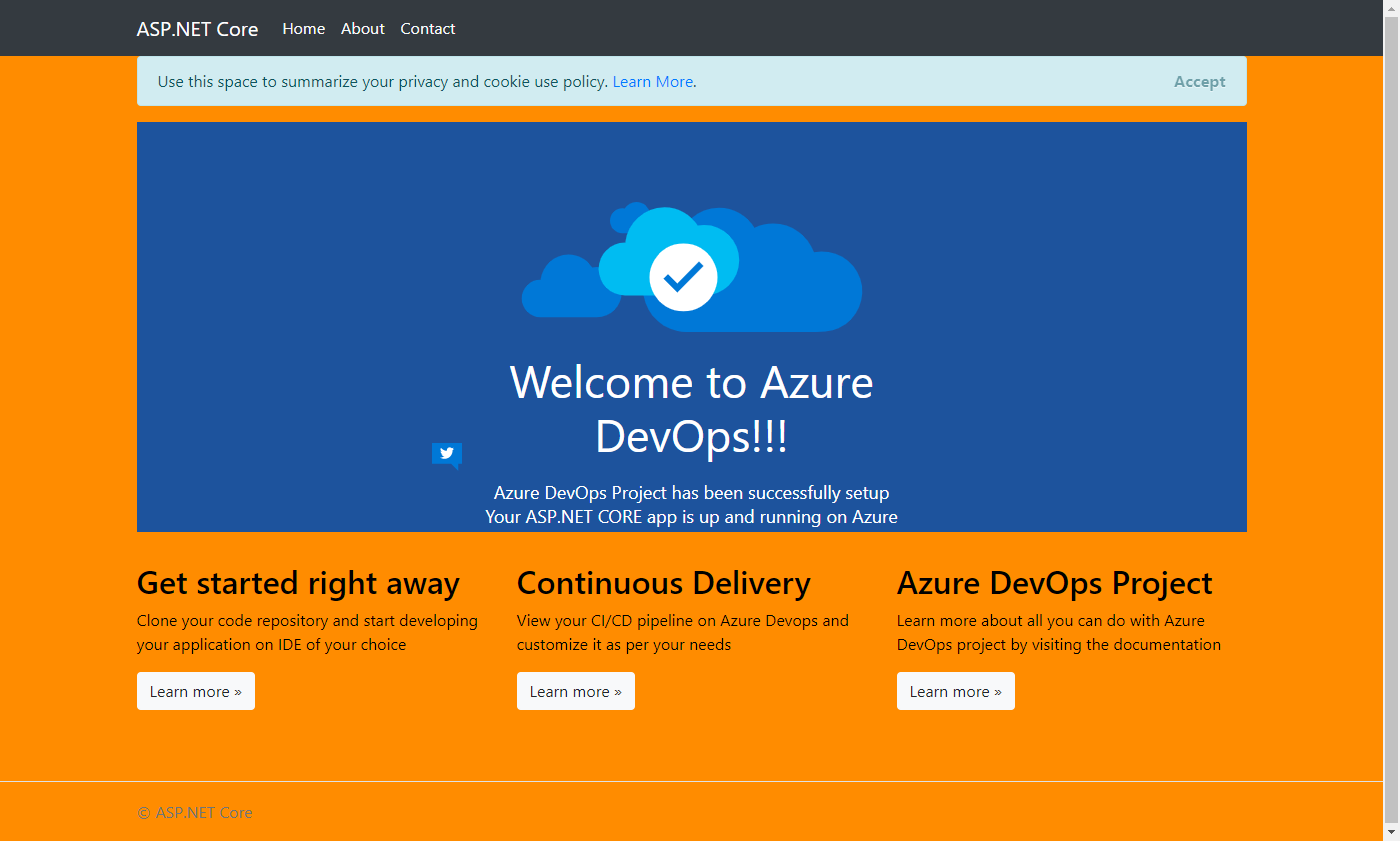 ASP.NET Core Home About Contact
Use this space to summarize your privacy and cookie use policy. Learn More. Accept
Welcome to Azure
DevOps!!!
Azure DevOps Project has been successfully setup
Your ASP.NET CORE app is up and running on Azure
Get started right away
Clone your code repository and start developing
your application on IDE of your choice
Learn more »
Continuous Delivery
View your CI/CD pipeline on Azure Devops and
customize it as per your needs
Learn more »
Azure DevOps Project
Learn more about all you can do with Azure
DevOps project by visiting the documentation
Learn more »
© ASP.NET Core